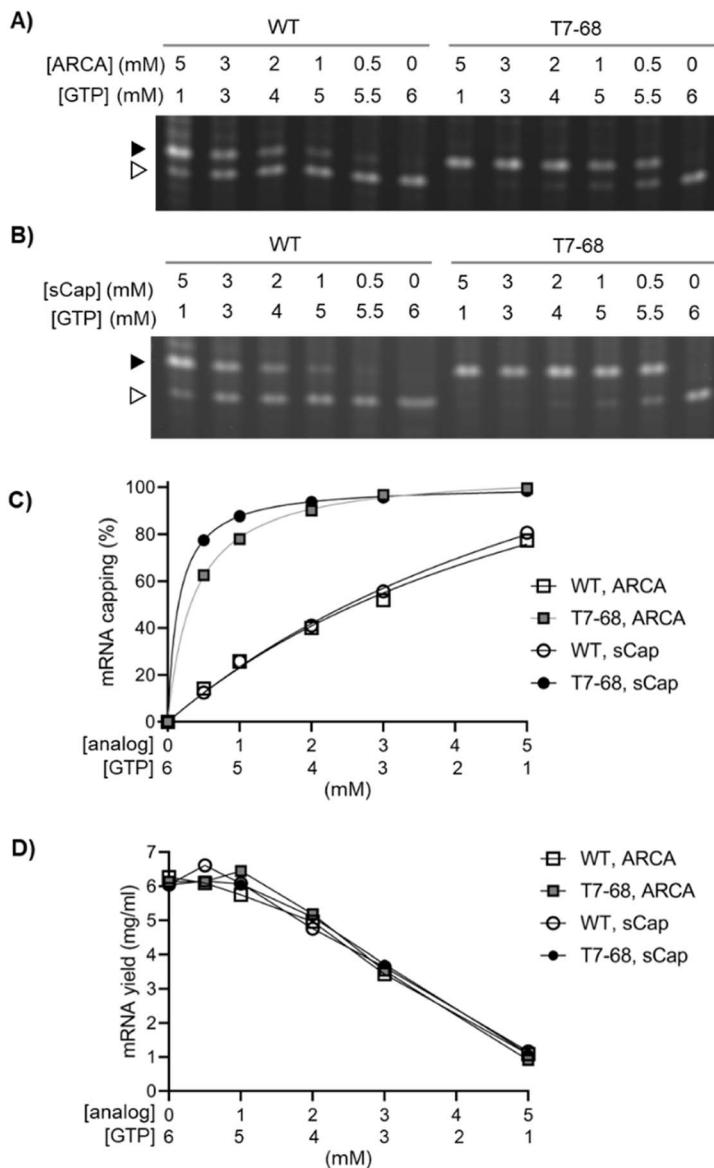 A)
WT T7-68
[ARCA] (mM) 5 3 2 1 0.5 0 5 3 2 1 0.5 0
[GTP] (mM) 1 3 4 5 5.5 6 1 3 4 5 5.5 6
B)
WT T7-68
[sCap] (mM) 5 3 2 1 0.5 0 5 3 2 1 0.5 0
[GTP] (mM) 1 3 4 5 5.5 6 1 3 4 5 5.5 6
C)
mRNA capping (%)
100
80
60
40
20
0
WT, ARCA
T7-68, ARCA
WT, sCap
T7-68, sCap
[analog] 0 1 2 3 4 5
[GTP] 6 5 4 3 2 1
(mM)
D)
mRNA yield (mg/ml)
7
6
5
4
3
2
1
0
WT, ARCA
T7-68, ARCA
WT, sCap
T7-68, sCap
[analog] 0 1 2 3 4 5
[GTP] 6 5 4 3 2 1
(mM)